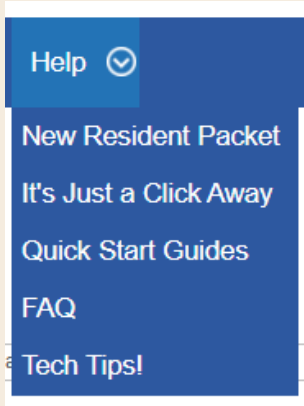 Help
New Resident Packet
It's Just a Click Away
Quick Start Guides
FAQ
Tech Tips!